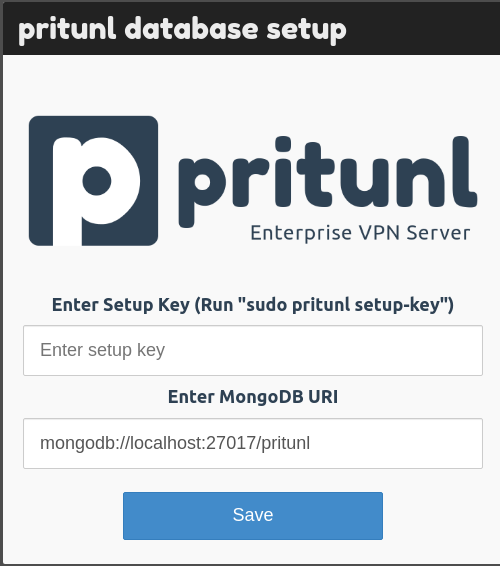 pritunl database setup
p pritunl
Enterprise VPN Server
Enter Setup Key (Run "sudo pritunl setup-key")
Enter setup key
Enter MongoDB URI
mongodb://localhost:27017/pritunl
Save